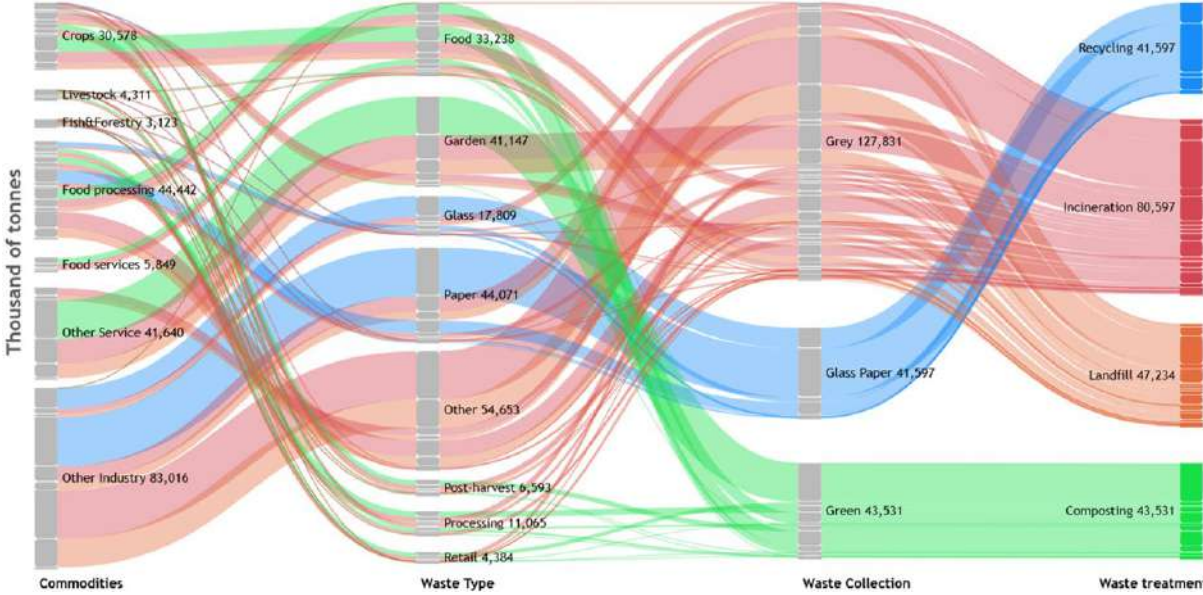 Thousand of tonnes
Crops 30,578
Livestock 4,311
Fish&Forestry 3,123
Food processing 44,442
Food services 5,849
Other Service 41,640
Other Industry 83,016
Commodities
Food 33,238
Garden 41,147
Glass 17,809
Paper 44,071
Other 54,653
Post-harvest 6,593
Processing 11,065
Retail 4,384
Waste Type
Grey 127,831
Glass Paper 41,597
Green 43,531
Waste Collection
Recycling 41,597
Incineration 80,597
Landfill 47,234
Composting 43,531
Waste treatmen